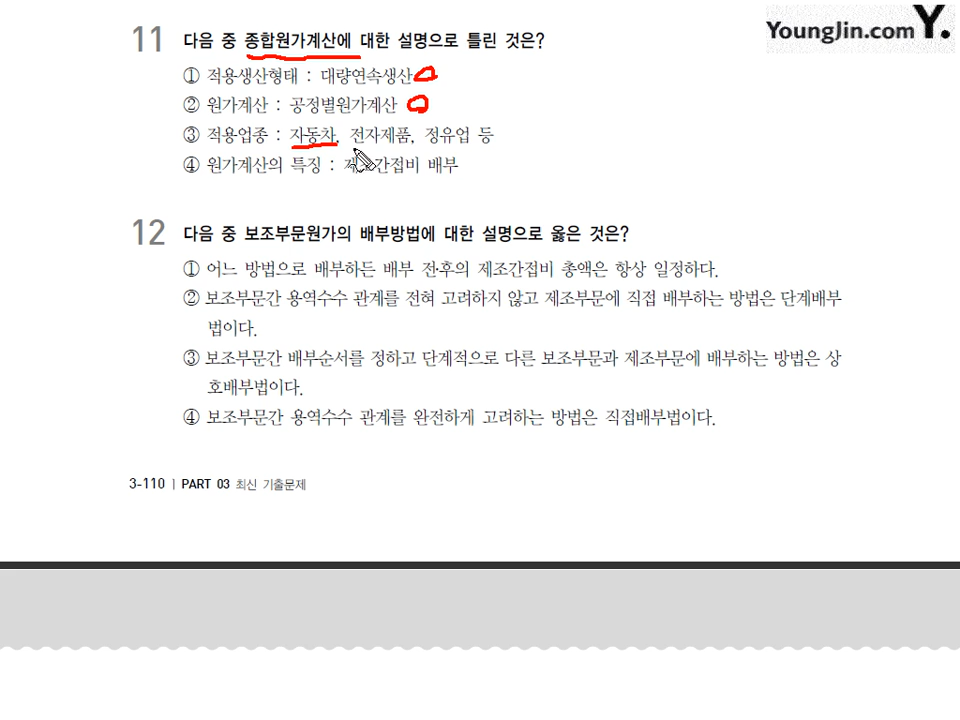 YoungJin.com Y.
11 다음 중 종합원가계산에 대한 설명으로 틀린 것은?
① 적용생산형태 : 대량연속생산
② 원가계산 : 공정별원가계산
③ 적용업종 : 자동차, 전자제품, 정유업 등
④ 원가계산의 특징 : 간접비 배부
12 다음 중 보조부문원가의 배부방법에 대한 설명으로 옳은 것은?
① 어느 방법으로 배부하든 배부 전·후의 제조간접비 총액은 항상 일정하다.
② 보조부문간 용역수수 관계를 전혀 고려하지 않고 제조부문에 직접 배부하는 방법은 단계배부
법이다.
③ 보조부문간 배부순서를 정하고 단계적으로 다른 보조부문과 제조부문에 배부하는 방법은 상
호배부법이다.
④ 보조부문간 용역수수 관계를 완전하게 고려하는 방법은 직접배부법이다.
3-110 | PART 03 최신 기출문제